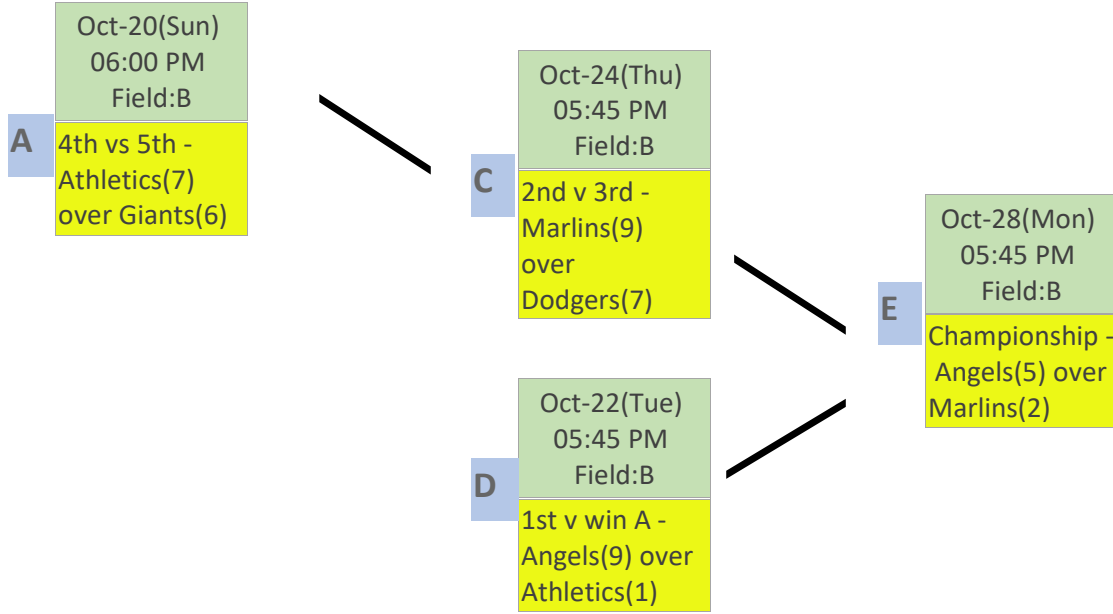 Oct-20(Sun)
06:00 PM
Field:B
A
4th vs 5th -
Athletics(7)
over Giants(6)
Oct-24(Thu)
05:45 PM
Field:B
C
2nd v 3rd -
Marlins(9)
over
Dodgers(7)
Oct-22(Tue)
05:45 PM
Field:B
D
1st v win A -
Angels(9) over
Athletics(1)
Oct-28(Mon)
05:45 PM
Field:B
E
Championship -
Angels(5) over
Marlins(2)